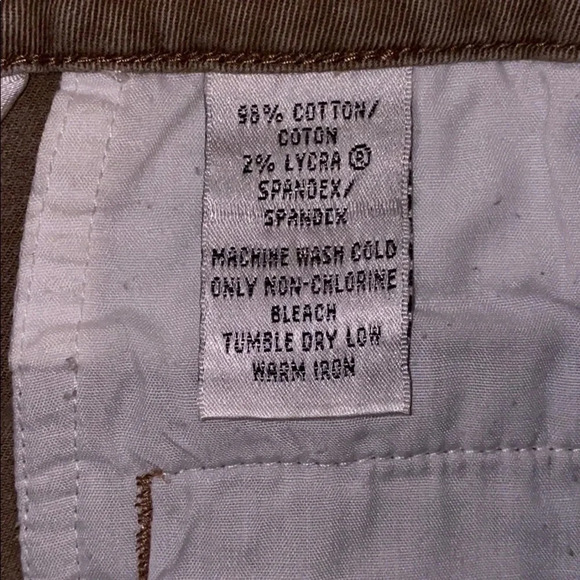 98% COTTON/
COTON
2% LYCRA ®
SPANDEX/
SPANDEX
MACHINE WASH COLD
ONLY NON-CHLORINE
BLEACH
TUMBLE DRY LOW
WARM IRON